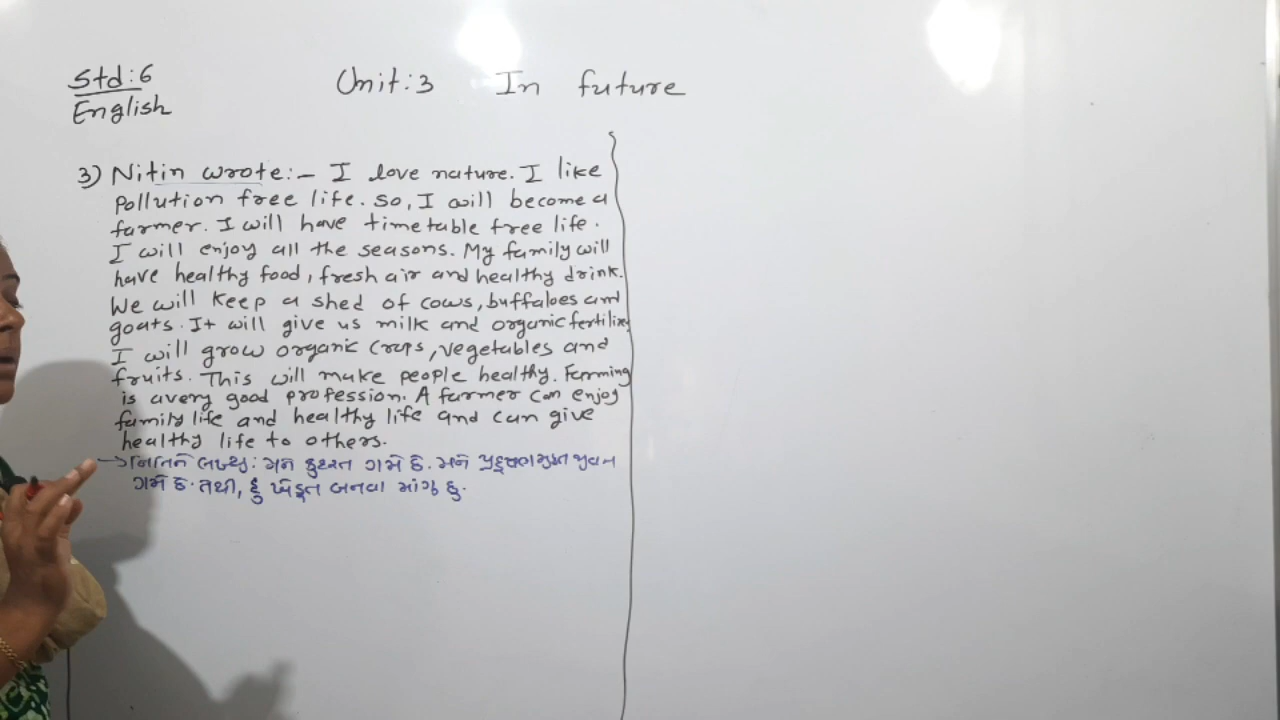 Std:6
English
Unit:3 In future
3) Nitin wrote:- I love nature. I like
pollution free life. So, I will become a
farmer. I will have timetable free life.
I will enjoy all the seasons. My family will
have healthy food, fresh air and healthy drink.
We will keep a shed of cows, buffaloes and
goats. It will give us milk and organic fertilizer
I will grow organic crops, vegetables and
fruits. This will make people healthy. Farming
is a very good profession. A farmer can enjoy
family life and healthy life and can give
healthy life to others.
→ નિતિને લખ્યુ: મને કુદરત ગમે છે. મને પ્રદૂષણમુક્ત જીવન
ગમે છે. તેથી, હું ખેડૂત બનવા માંગુ છુ.